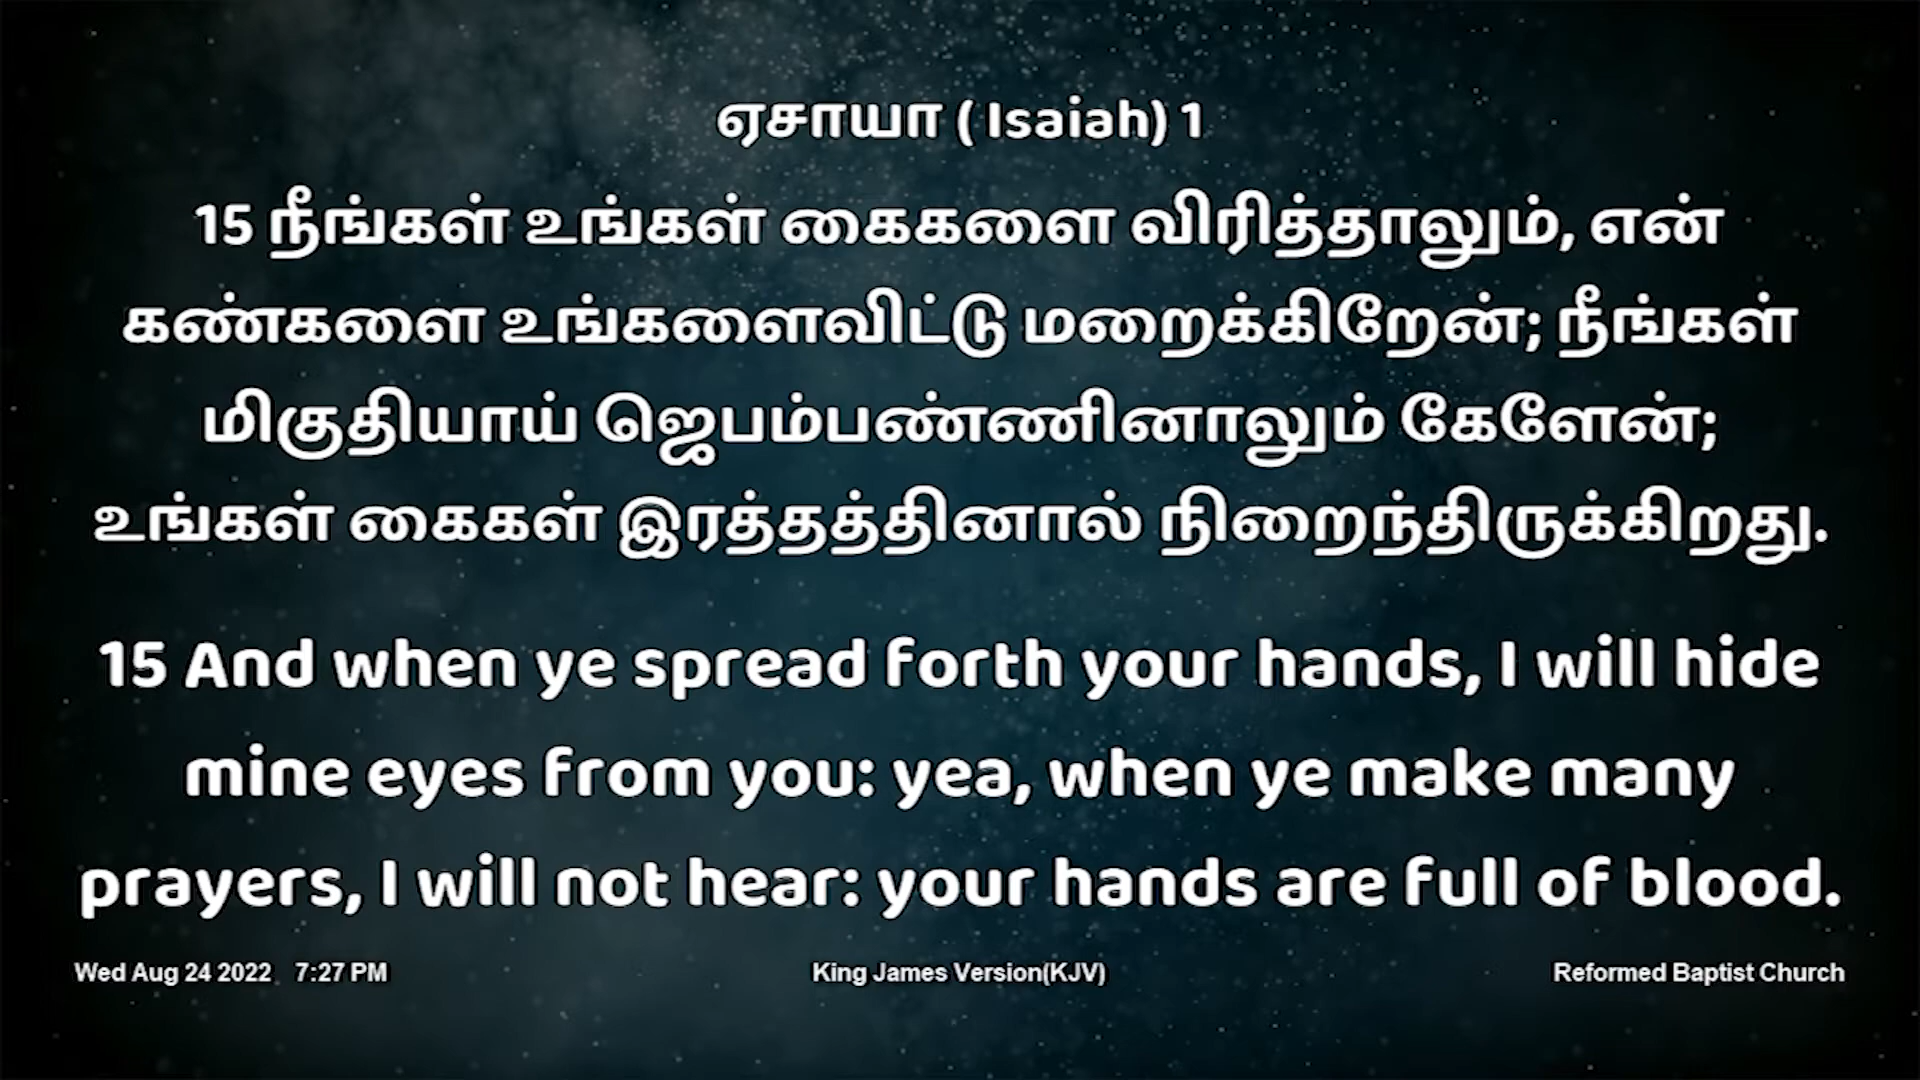 ஏசாயா ( Isaiah) 1
15 நீங்கள் உங்கள் கைகளை விரித்தாலும், என்
கண்களை உங்களைவிட்டு மறைக்கிறேன்; நீங்கள்
மிகுதியாய் ஜெபம்பண்ணினாலும் கேளேன்;
உங்கள் கைகள் இரத்தத்தினால் நிறைந்திருக்கிறது.
15 And when ye spread forth your hands, I will hide
mine eyes from you: yea, when ye make many
prayers, I will not hear: your hands are full of blood.
Wed Aug 24 2022 7:27 PM King James Version(KJV) Reformed Baptist Church